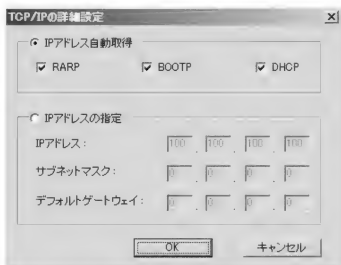 TCP/IPの詳細設定
IPアドレス自動取得
RARP BOOTP DHCP
IPアドレスの指定
IPアドレス： 100 . 100 . 100 . 100
サブネットマスク： 0 . 0 . 0 . 0
デフォルトゲートウェイ： 0 . 0 . 0 . 0
OK キャンセル